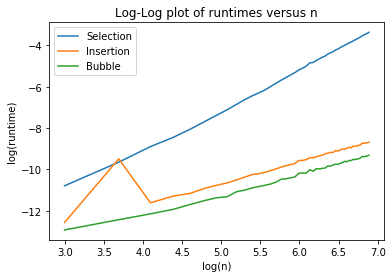 Log-Log plot of runtimes versus n
Selection
Insertion
Bubble
log(runtime)
−4
−6
−8
−10
−12
3.0 3.5 4.0 4.5 5.0 5.5 6.0 6.5 7.0
log(n)